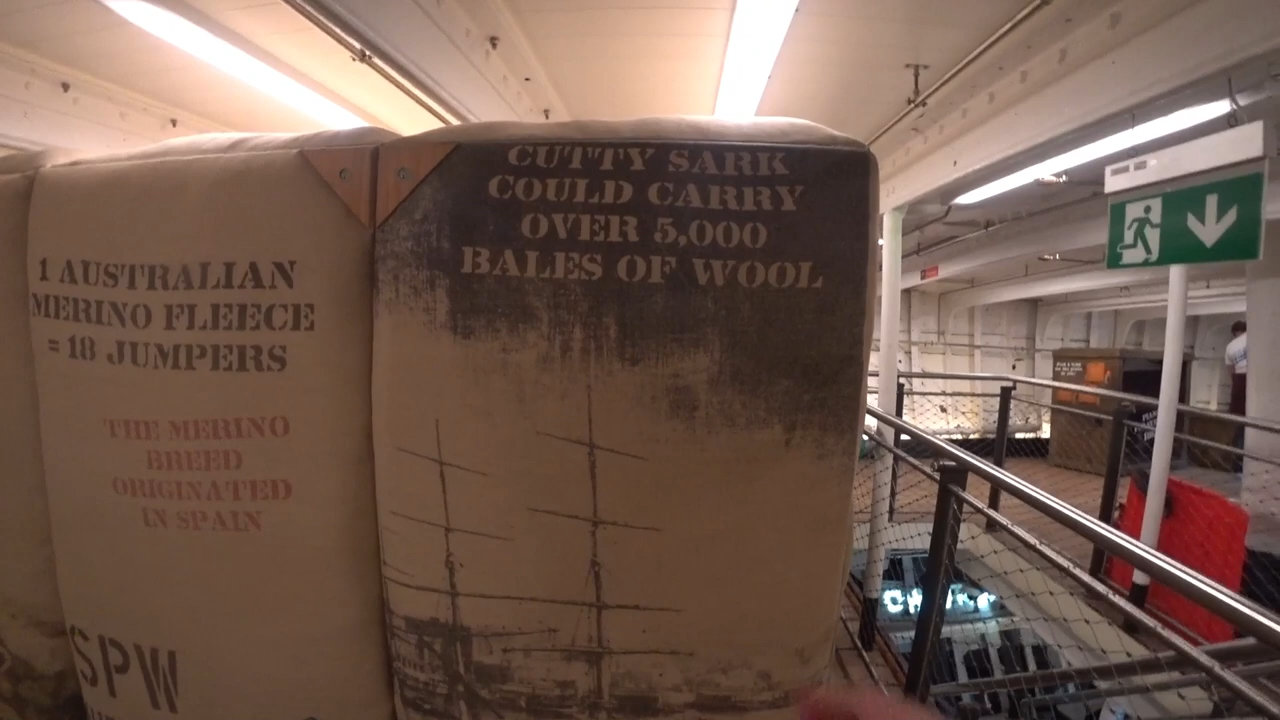 1 AUSTRALIAN
MERINO FLEECE
= 18 JUMPERS
THE MERINO
BREED
ORIGINATED
IN SPAIN
SPW
CUTTY SARK
COULD CARRY
OVER 5,000
BALES OF WOOL